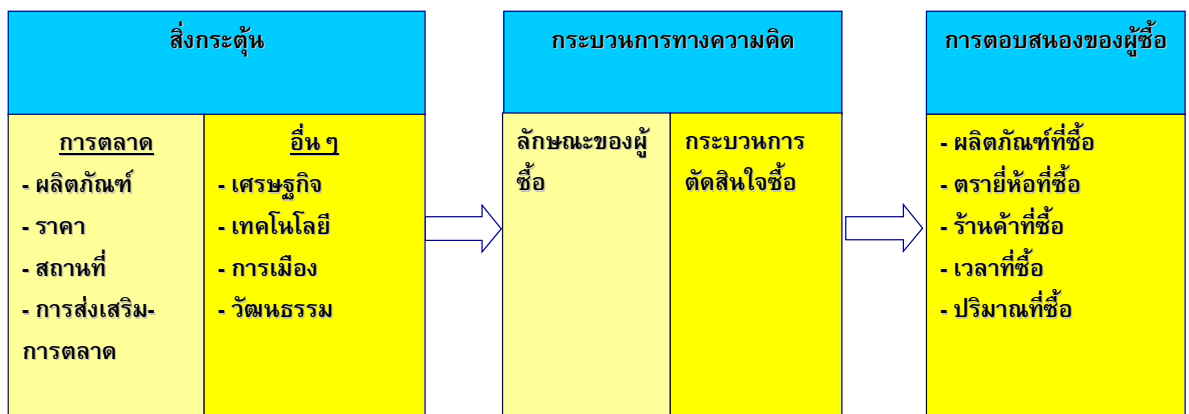 สิ่งกระตุ้น
การตลาด
- ผลิตภัณฑ์
- ราคา
- สถานที่
- การส่งเสริม-
การตลาด
อื่น ๆ
- เศรษฐกิจ
- เทคโนโลยี
- การเมือง
- วัฒนธรรม
กระบวนการทางความคิด
ลักษณะของผู้
ซื้อ
กระบวนการ
ตัดสินใจซื้อ
การตอบสนองของผู้ซื้อ
- ผลิตภัณฑ์ที่ซื้อ
- ตรายี่ห้อที่ซื้อ
- ร้านค้าที่ซื้อ
- เวลาที่ซื้อ
- ปริมาณที่ซื้อ